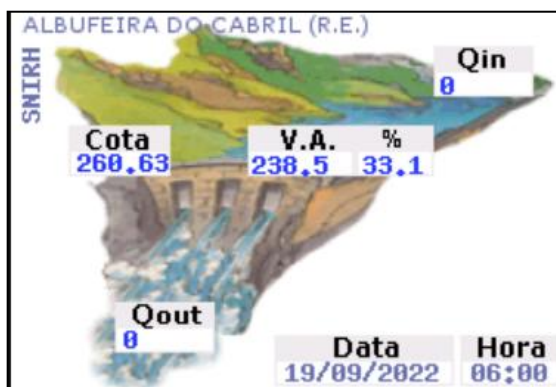 ALBUFEIRA DO CABRIL (R.E.)
SNIRH
Qin
0
Cota V.A. %
260.63 238.5 33.1
Qout
0
Data Hora
19/09/2022 06:00